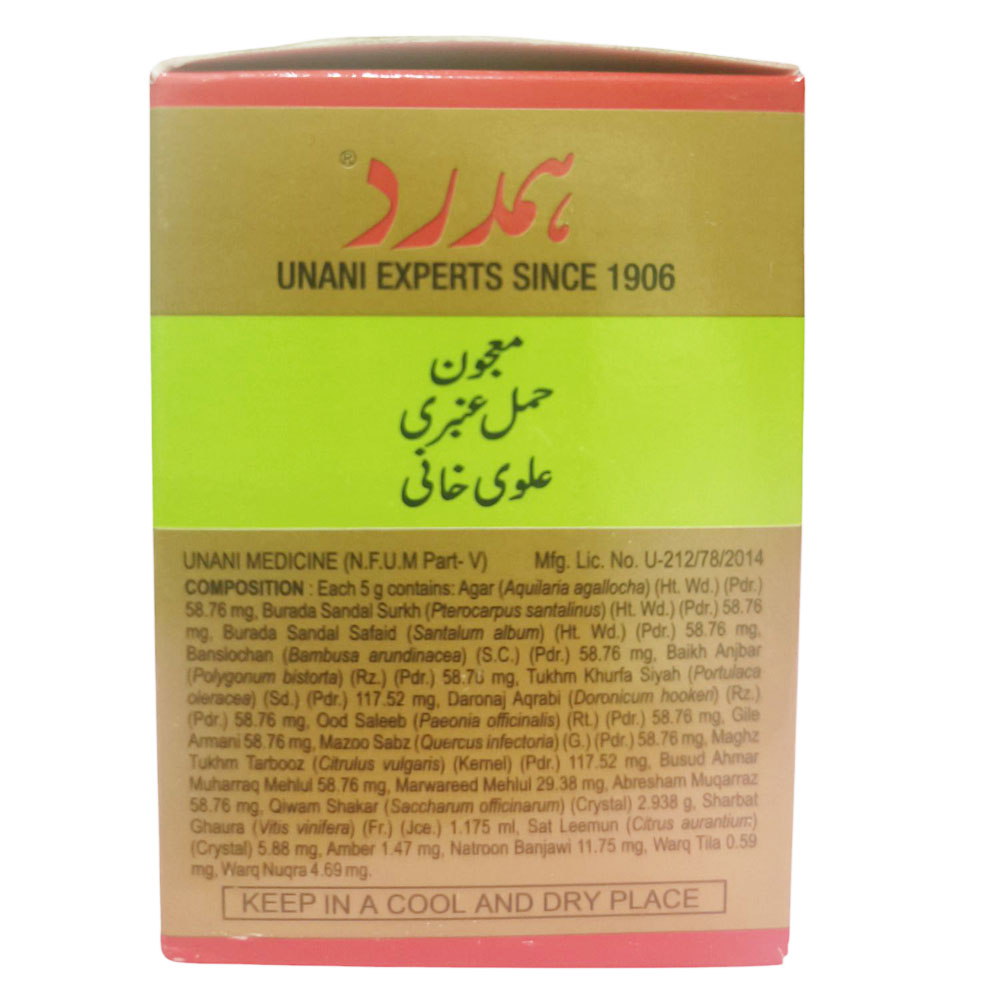 ہمدرد®
UNANI EXPERTS SINCE 1906
معجون
حمل عنبری
علوی خانی
UNANI MEDICINE (N.F.U.M Part- V) Mfg. Lic. No. U-212/78/2014
COMPOSITION : Each 5 g contains: Agar (Aquilaria agallocha) (Ht. Wd.) (Pdr.)
58.76 mg, Burada Sandal Surkh (Pterocarpus santalinus) (Ht. Wd.) (Pdr.) 58.76
mg, Burada Sandal Safaid (Santalum album) (Ht. Wd.) (Pdr.) 58.76 mg,
Banslochan (Bambusa arundinacea) (S.C.) (Pdr.) 58.76 mg, Baikh Anjbar
(Polygonum bistorta) (Rz.) (Pdr.) 58.76 mg, Tukhm Khurfa Siyah (Portulaca
oleracea) (Sd.) (Pdr.) 117.52 mg, Daronaj Aqrabi (Doronicum hookeri) (Rz.)
(Pdr.) 58.76 mg, Ood Saleeb (Paeonia officinalis) (Rt.) (Pdr.) 58.76 mg, Gile
Armani 58.76 mg, Mazoo Sabz (Quercus infectoria) (G.) (Pdr.) 58.76 mg, Maghz
Tukhm Tarbooz (Citrulus vulgaris) (Kernel) (Pdr.) 117.52 mg, Busud Ahmar
Muharraq Mehlul 58.76 mg, Marwareed Mehlul 29.38 mg, Abresham Muqarraz
58.76 mg, Qiwam Shakar (Saccharum officinarum) (Crystal) 2.938 g, Sharbat
Ghaura (Vitis vinifera) (Fr.) (Jce.) 1.175 ml, Sat Leemun (Citrus aurantium)
(Crystal) 5.88 mg, Amber 1.47 mg, Natroon Banjawi 11.75 mg, Warq Tila 0.59
mg, Warq Nuqra 4.69 mg.
KEEP IN A COOL AND DRY PLACE